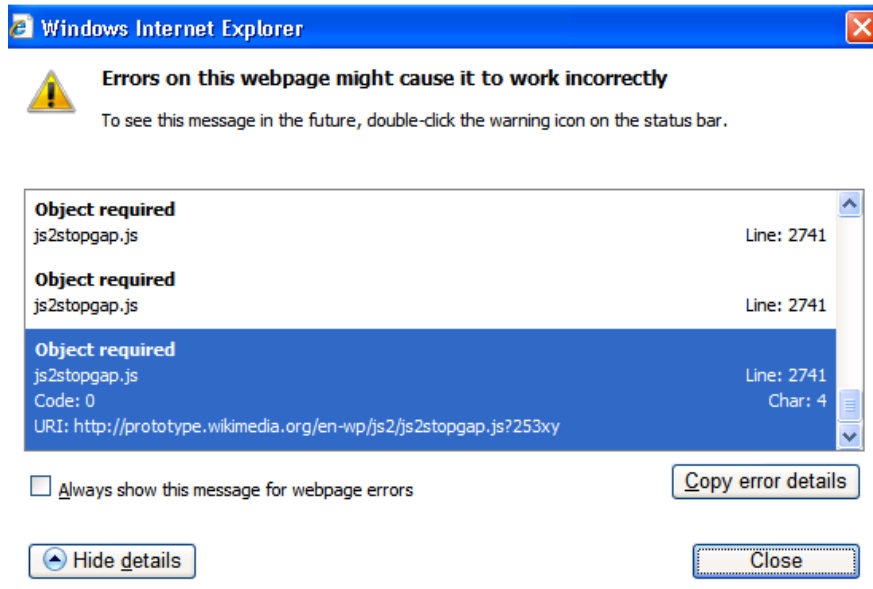 Windows Internet Explorer
Errors on this webpage might cause it to work incorrectly
To see this message in the future, double-click the warning icon on the status bar.
Object required
js2stopgap.js Line: 2741
Object required
js2stopgap.js Line: 2741
Object required
js2stopgap.js Line: 2741
Code: 0 Char: 4
URI: http://prototype.wikimedia.org/en-wp/js2/js2stopgap.js?253xy
Always show this message for webpage errors
Copy error details
Hide details
Close